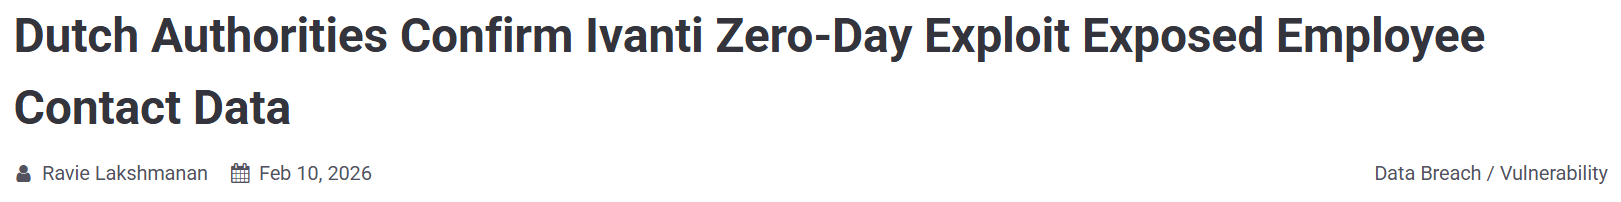 Dutch Authorities Confirm Ivanti Zero-Day Exploit Exposed Employee
Contact Data
Ravie Lakshmanan Feb 10, 2026 Data Breach / Vulnerability